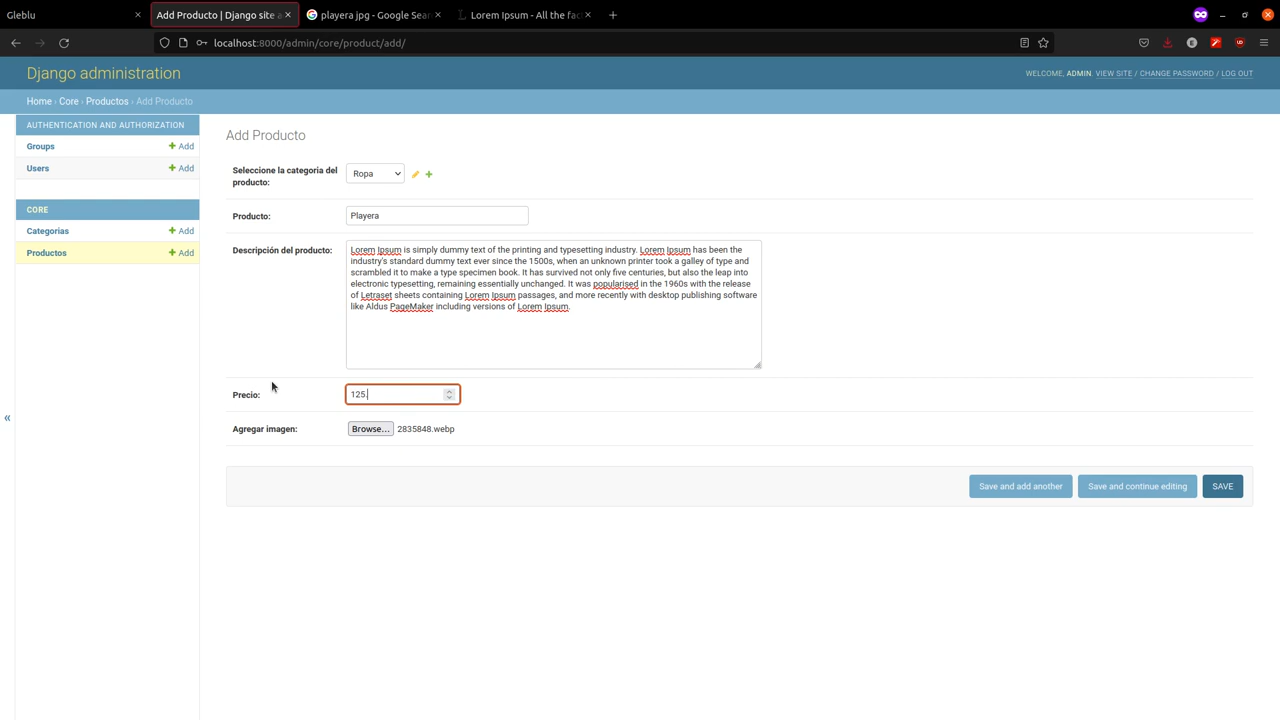 Gleblu
Add Producto | Django site a
playera jpg - Google Sear
Lorem Ipsum - All the fac
localhost:8000/admin/core/product/add/
Django administration
WELCOME, ADMIN. VIEW SITE / CHANGE PASSWORD / LOG OUT
Home › Core › Productos › Add Producto
AUTHENTICATION AND AUTHORIZATION
Groups
Add
Users
Add
CORE
Categorias
Add
Productos
Add
«
Add Producto
Seleccione la categoria del
producto:
Ropa
Producto:
Playera
Descripción del producto:
Lorem Ipsum is simply dummy text of the printing and typesetting industry. Lorem Ipsum has been the
industry's standard dummy text ever since the 1500s, when an unknown printer took a galley of type and
scrambled it to make a type specimen book. It has survived not only five centuries, but also the leap into
electronic typesetting, remaining essentially unchanged. It was popularised in the 1960s with the release
of Letraset sheets containing Lorem Ipsum passages, and more recently with desktop publishing software
like Aldus PageMaker including versions of Lorem Ipsum.
Precio:
125.
Agregar imagen:
Browse...
2835848.webp
Save and add another
Save and continue editing
SAVE